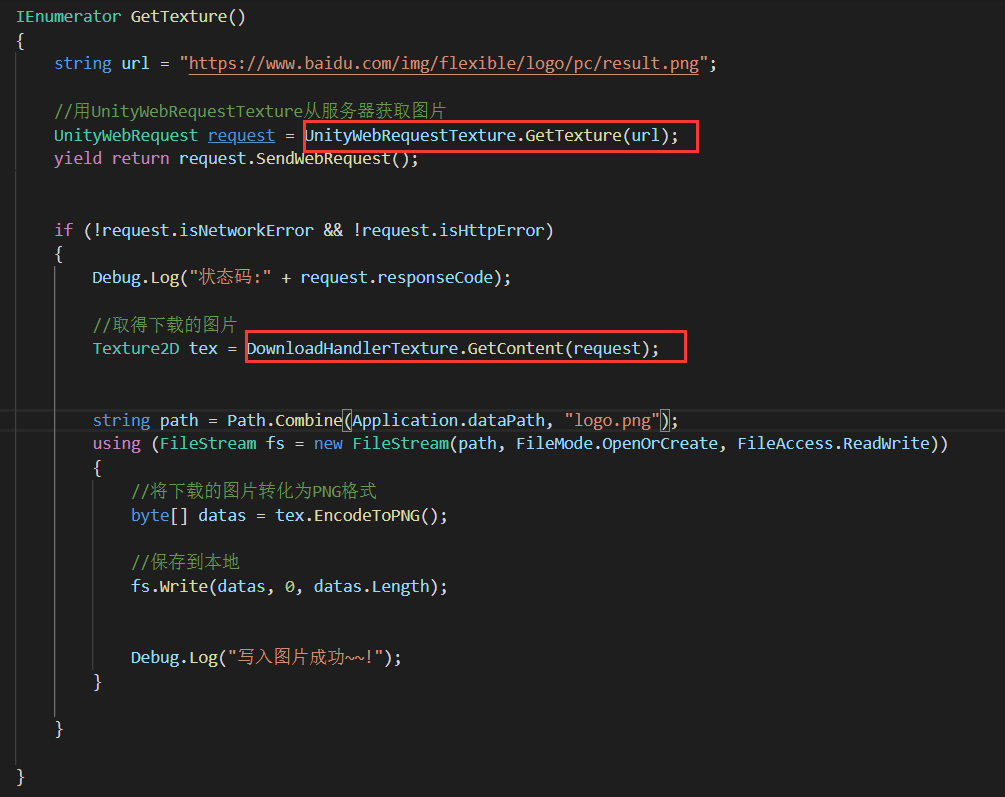 IEnumerator GetTexture()
{
string url = "https://www.baidu.com/img/flexible/logo/pc/result.png";
//用UnityWebRequestTexture从服务器获取图片
UnityWebRequest request = UnityWebRequestTexture.GetTexture(url);
yield return request.SendWebRequest();
if (!request.isNetworkError && !request.isHttpError)
{
Debug.Log("状态码:" + request.responseCode);
//取得下载的图片
Texture2D tex = DownloadHandlerTexture.GetContent(request);
string path = Path.Combine(Application.dataPath, "logo.png");
using (FileStream fs = new FileStream(path, FileMode.OpenOrCreate, FileAccess.ReadWrite))
{
//将下载的图片转化为PNG格式
byte[] datas = tex.EncodeToPNG();
//保存到本地
fs.Write(datas, 0, datas.Length);
Debug.Log("写入图片成功~~!");
}
}
}